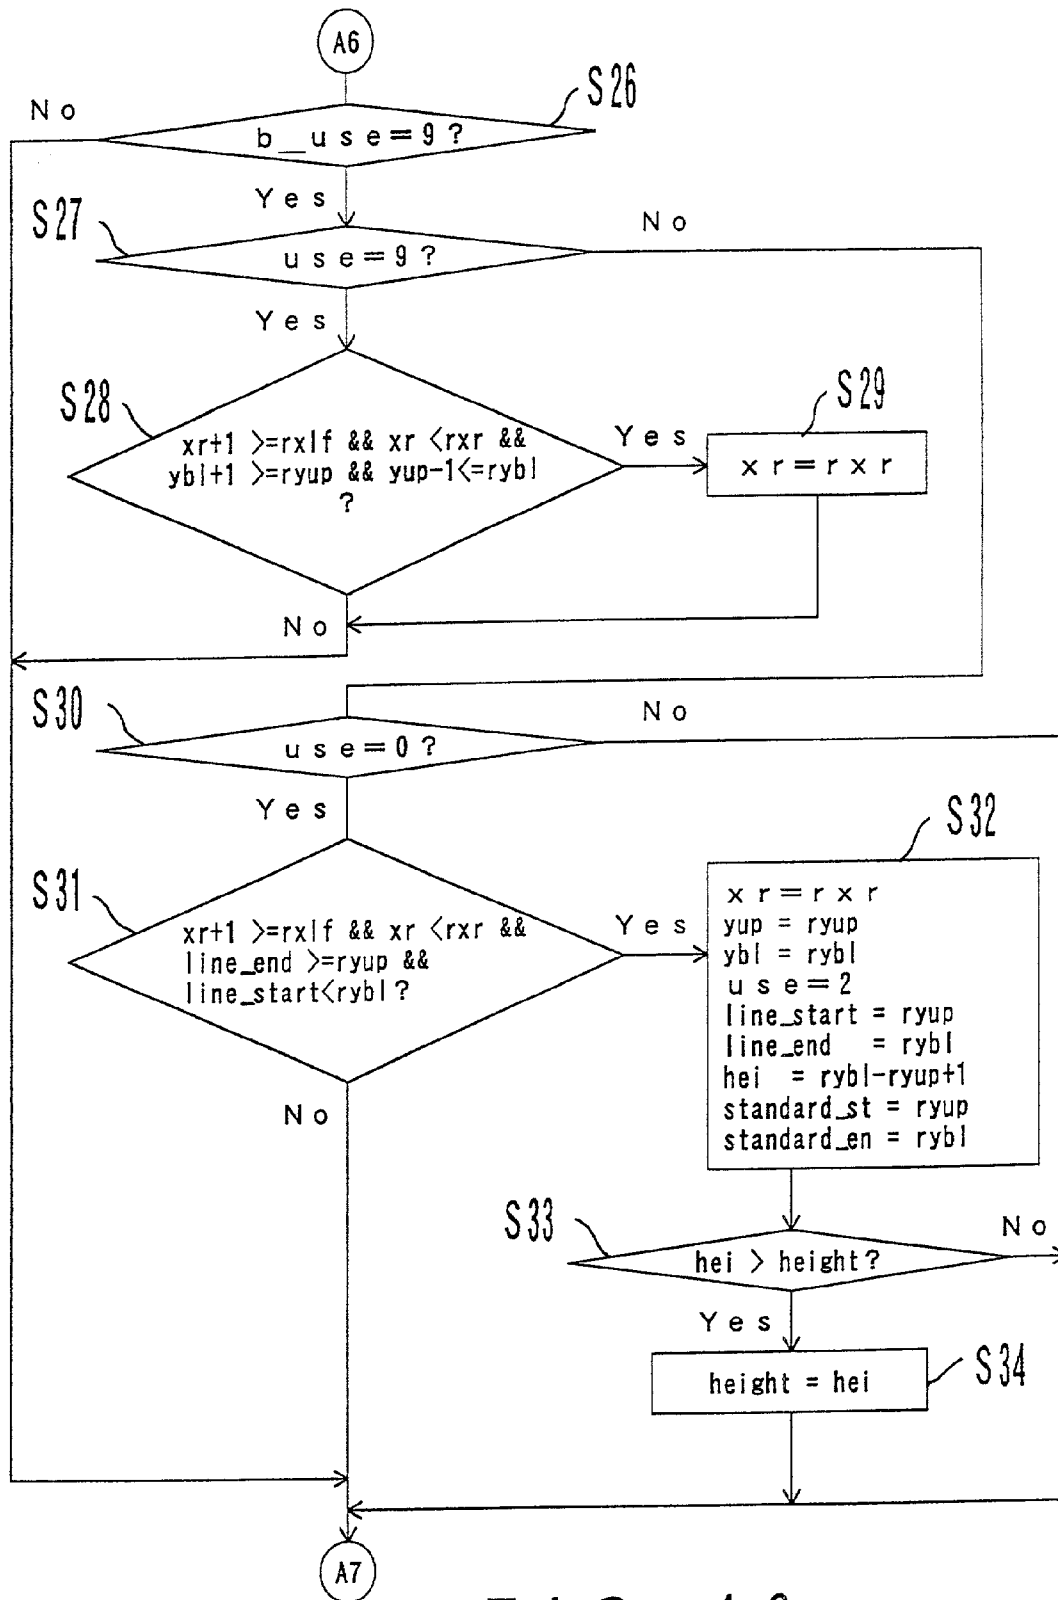 A6
S26
No
b_use=9?
Yes
S27
No
use=9?
Yes
S28
xr+1 >=rxlf && xr <rxr &&
ybl+1 >=ryup && yup-1<=rybl
?
Yes
S29
xr=rxr
No
S30
No
use=0?
Yes
S31
xr+1 >=rxlf && xr <rxr &&
line_end >=ryup &&
line_start<rybl?
Yes
S32
xr=rxr
yup = ryup
ybl = rybl
use=2
line_start = ryup
line_end = rybl
hei = rybl-ryup+1
standard_st = ryup
standard_en = rybl
No
S33
No
hei > height?
Yes
S34
height = hei
A7